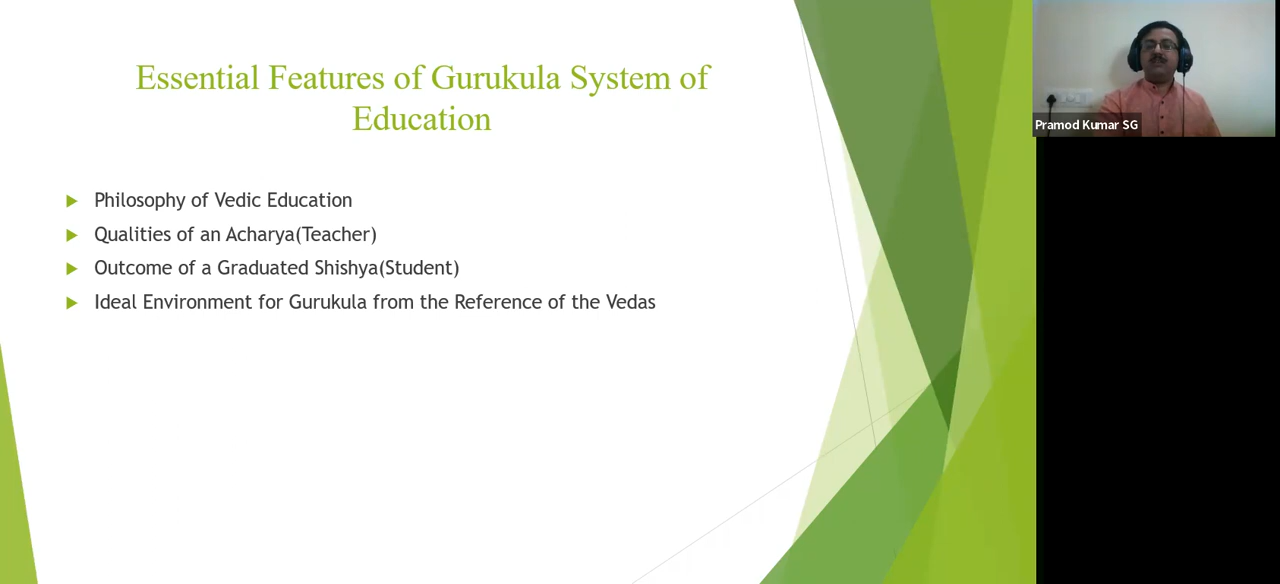 Essential Features of Gurukula System of
Education
Philosophy of Vedic Education
Qualities of an Acharya(Teacher)
Outcome of a Graduated Shishya(Student)
Ideal Environment for Gurukula from the Reference of the Vedas
Pramod Kumar SG